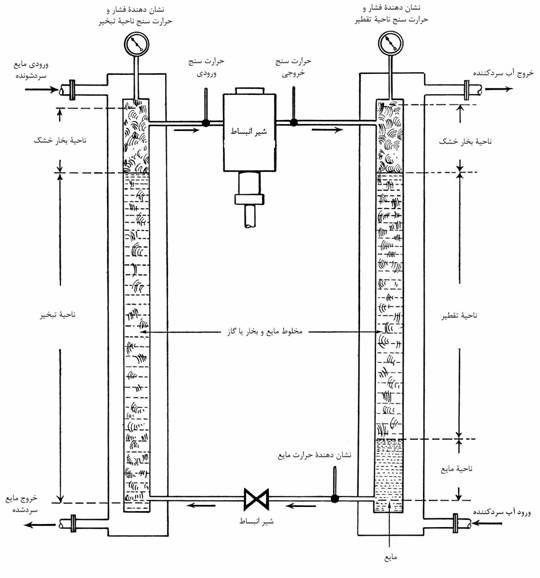 نشان دهندهٔ فشار و
حرارت سنج ناحیهٔ تقطیر
نشان دهندهٔ فشار و
حرارت سنج ناحیهٔ تبخیر
خروج آب سردکننده
حرارت سنج
خروجی
حرارت سنج
ورودی
ورودی مایع
سردشونده
ناحیهٔ بخار خشک
شیر انبساط
ناحیهٔ بخار خشک
ناحیهٔ تقطیر
ناحیهٔ تبخیر
مخلوط مایع و بخار یا گاز
نشان دهندهٔ حرارت مایع
ناحیهٔ مایع
خروج مایع
سردشده
شیر انبساط
ورود آب سردکننده
مایع